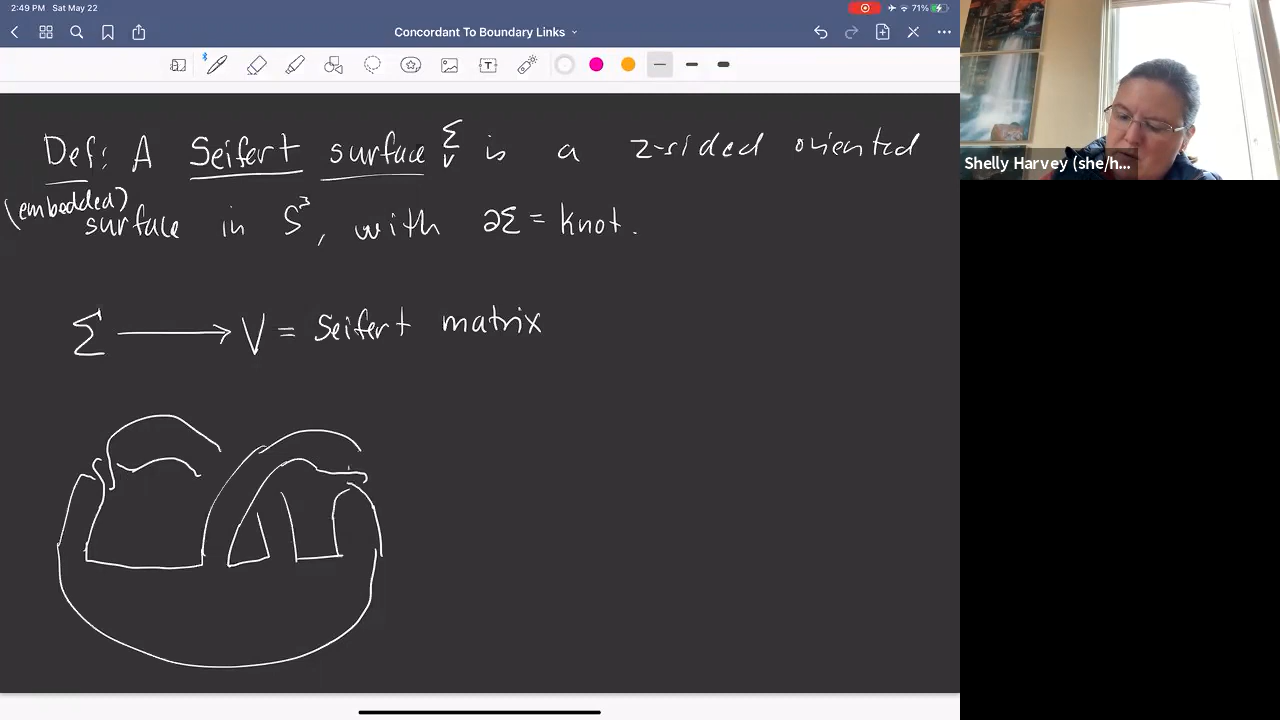 2:49 PM Sat May 22
71%
Concordant To Boundary Links
Def: A Seifert surface Σ is a 2-sided oriented
(embedded)
surface in S³, with ∂Σ = knot.
Σ ⟶ V = Seifert matrix
Shelly Harvey (she/h...